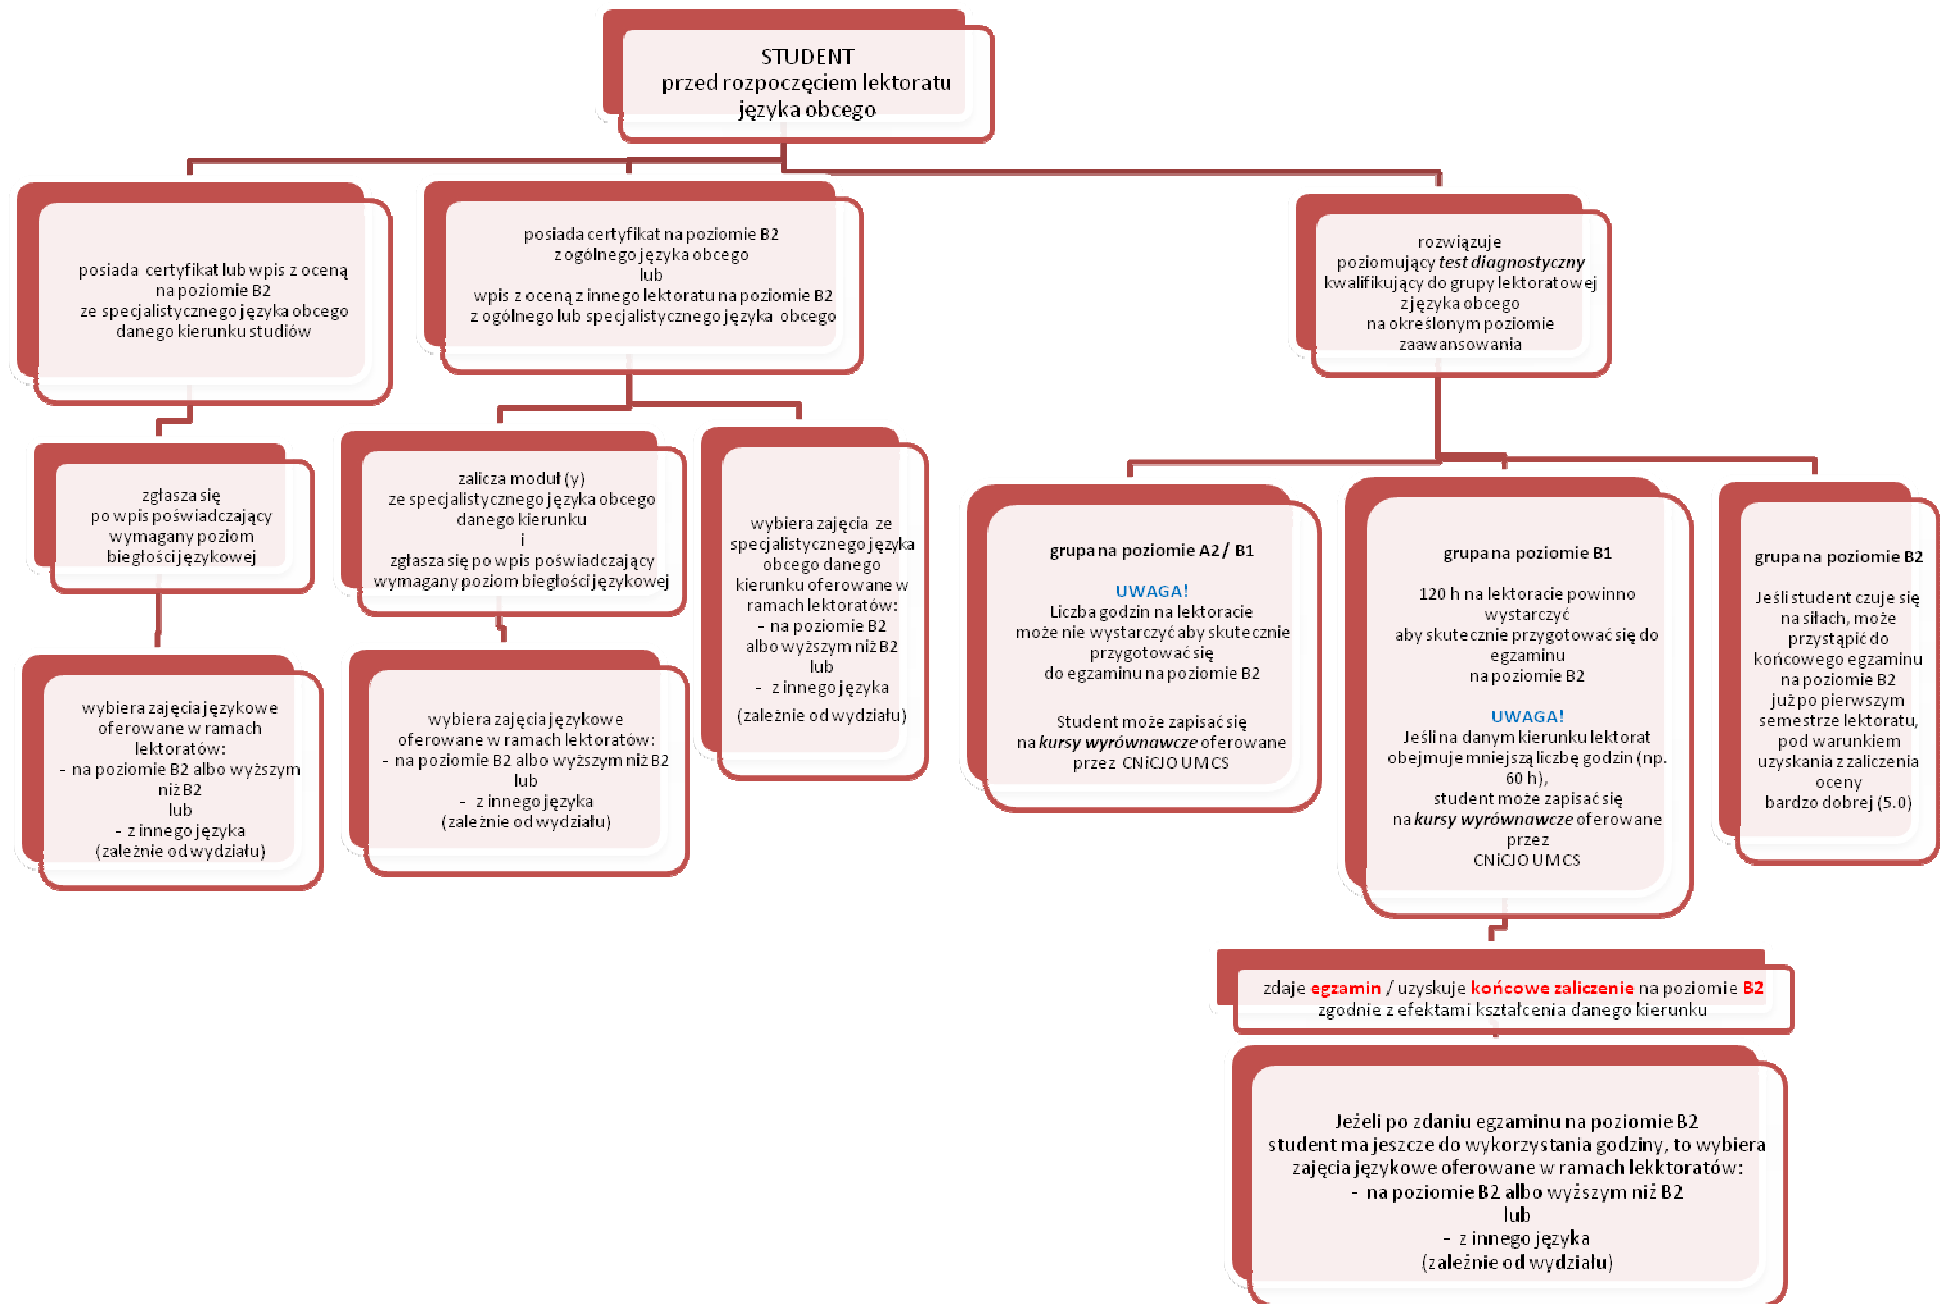 STUDENT
przed rozpoczęciem lektoratu
języka obcego
posiada certyfikat lub wpis z oceną
na poziomie B2
ze specjalistycznego języka obcego
danego kierunku studiów
posiada certyfikat na poziomie B2
z ogólnego języka obcego
lub
wpis z oceną z innego lektoratu na poziomie B2
z ogólnego lub specjalistycznego języka obcego
rozwiązuje
poziomujący test diagnostyczny
kwalifikujący do grupy lektoratowej
z języka obcego
na określonym poziomie
zaawansowania
zgłasza się
po wpis poświadczający
wymagany poziom
biegłości językowej
zalicza moduł (y)
ze specjalistycznego języka obcego
danego kierunku
i
zgłasza się po wpis poświadczający
wymagany poziom biegłości językowej
wybiera zajęcia ze
specjalistycznego języka
obcego danego
kierunku oferowane w
ramach lektoratów:
- na poziomie B2
albo wyższym niż B2
lub
- z innego języka
(zależnie od wydziału)
grupa na poziomie A2 / B1
UWAGA!
Liczba godzin na lektoracie
może nie wystarczyć aby skutecznie
przygotować się
do egzaminu na poziomie B2
Student może zapisać się
na kursy wyrównawcze oferowane
przez CNiCJO UMCS
grupa na poziomie B1
120 h na lektoracie powinno
wystarczyć
aby skutecznie przygotować się do
egzaminu
na poziomie B2
UWAGA!
Jeśli na danym kierunku lektorat
obejmuje mniejszą liczbę godzin (np.
60 h),
student może zapisać się
na kursy wyrównawcze oferowane
przez
CNiCJO UMCS
grupa na poziomie B2
Jeśli student czuje się
na siłach, może
przystąpić do
końcowego egzaminu
na poziomie B2
już po pierwszym
semestrze lektoratu,
pod warunkiem
uzyskania z zaliczenia
oceny
bardzo dobrej (5.0)
wybiera zajęcia językowe
oferowane w ramach
lektoratów:
- na poziomie B2 albo wyższym
niż B2
lub
- z innego języka
(zależnie od wydziału)
wybiera zajęcia językowe
oferowane w ramach lektoratów:
- na poziomie B2 albo wyższym niż B2
lub
- z innego języka
(zależnie od wydziału)
zdaje egzamin / uzyskuje końcowe zaliczenie na poziomie B2
zgodnie z efektami kształcenia danego kierunku
Jeżeli po zdaniu egzaminu na poziomie B2
student ma jeszcze do wykorzystania godziny, to wybiera
zajęcia językowe oferowane w ramach lekktoratów:
- na poziomie B2 albo wyższym niż B2
lub
- z innego języka
(zależnie od wydziału)